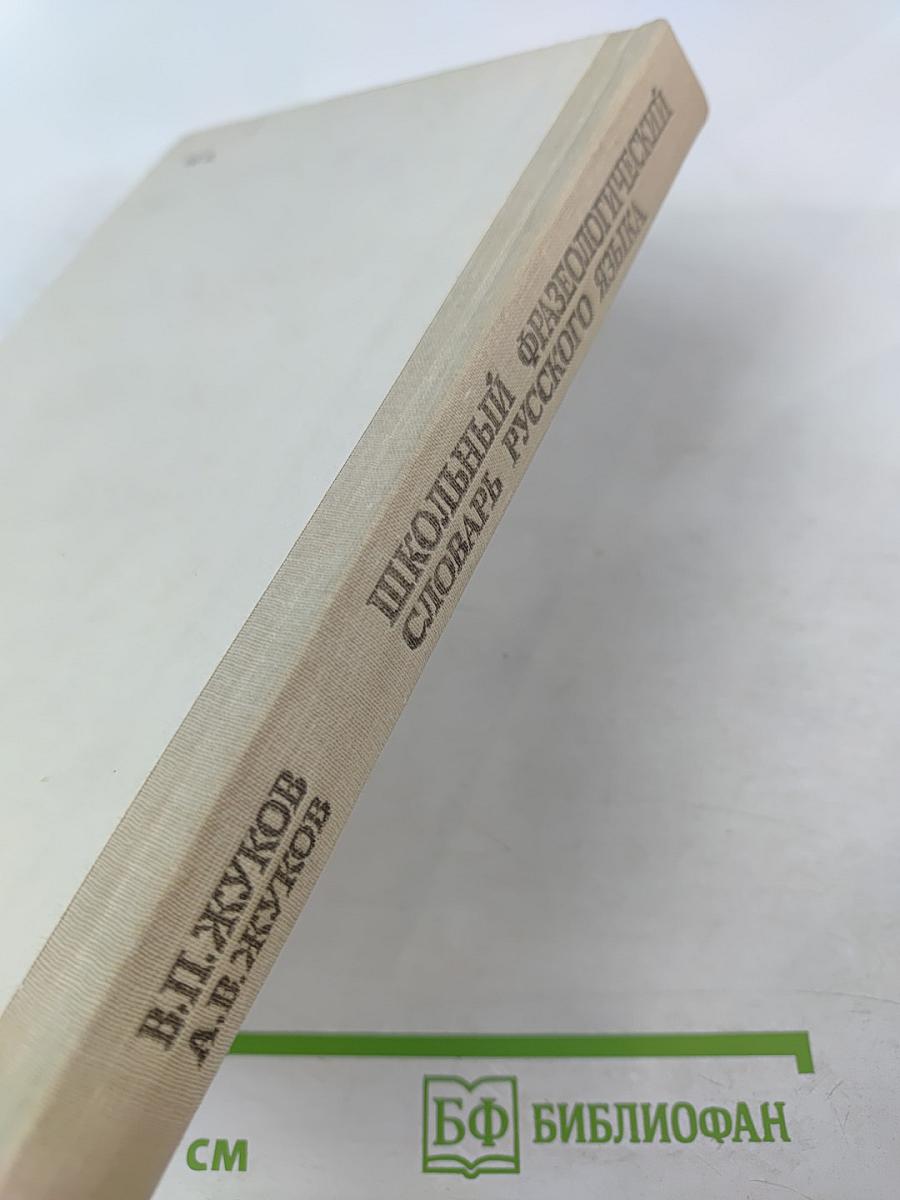 В.П.ЖУКОВ
А.В.ЖУКОВ
ШКОЛЬНЫЙ ФРАЗЕОЛОГИЧЕСКИЙ
СЛОВАРЬ РУССКОГО ЯЗЫКА
см
БФ БИБЛИОФАН